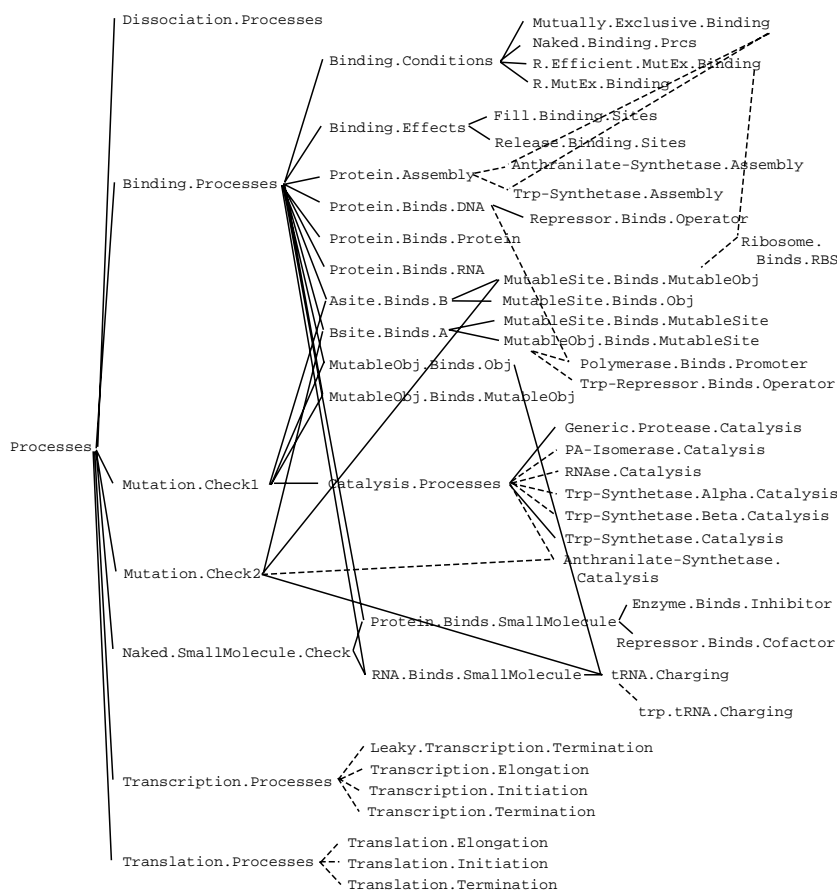 Dissociation.Processes
Mutually.Exclusive.Binding
Naked.Binding.Prcs
Binding.Conditions
R.Efficient.MutEx.Binding
R.MutEx.Binding
Fill.Binding.Sites
Binding.Effects
Release.Binding.Sites
Anthranilate-Synthetase.Assembly
Protein.Assembly
Binding.Processes
Trp-Synthetase.Assembly
Protein.Binds.DNA
Repressor.Binds.Operator
Protein.Binds.Protein
Ribosome.
Binds.RBS
Protein.Binds.RNA
MutableSite.Binds.MutableObj
Asite.Binds.B
MutableSite.Binds.Obj
MutableSite.Binds.MutableSite
Bsite.Binds.A
MutableObj.Binds.MutableSite
MutableObj.Binds.Obj
Polymerase.Binds.Promoter
Trp-Repressor.Binds.Operator
MutableObj.Binds.MutableObj
Generic.Protease.Catalysis
Processes
PA-Isomerase.Catalysis
RNAse.Catalysis
Mutation.Check1
Catalysis.Processes
Trp-Synthetase.Alpha.Catalysis
Trp-Synthetase.Beta.Catalysis
Trp-Synthetase.Catalysis
Anthranilate-Synthetase.
Catalysis
Mutation.Check2
Enzyme.Binds.Inhibitor
Protein.Binds.SmallMolecule
Repressor.Binds.Cofactor
Naked.SmallMolecule.Check
RNA.Binds.SmallMolecule
tRNA.Charging
trp.tRNA.Charging
Leaky.Transcription.Termination
Transcription.Elongation
Transcription.Processes
Transcription.Initiation
Transcription.Termination
Translation.Elongation
Translation.Processes
Translation.Initiation
Translation.Termination